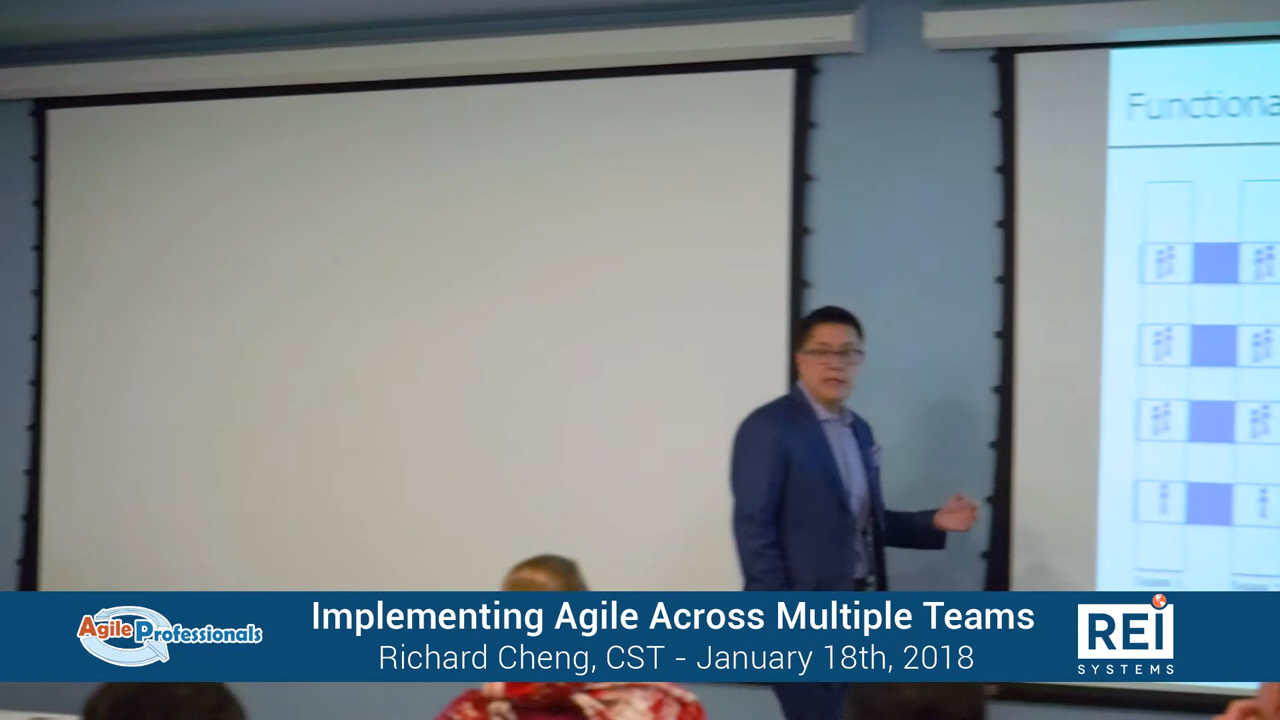 Functiona
Implementing Agile Across Multiple Teams
Richard Cheng, CST - January 18th, 2018
Agile Professionals
REI
SYSTEMS